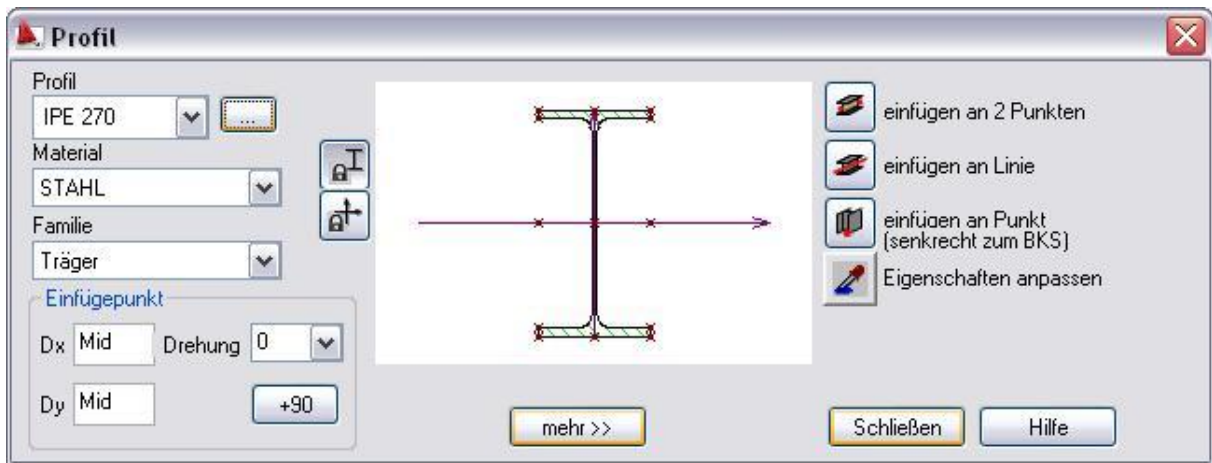 Profil
Profil
IPE 270
...
Material
STAHL
Familie
Träger
Einfügepunkt
Dx Mid Drehung 0
Dy Mid +90
mehr >>
einfügen an 2 Punkten
einfügen an Linie
einfügen an Punkt
(senkrecht zum BKS)
Eigenschaften anpassen
Schließen Hilfe